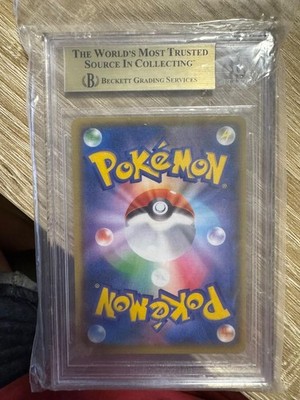 THE WORLD'S MOST TRUSTED
SOURCE IN COLLECTING
BECKETT GRADING SERVICES
POKÉMON
POKÉMON